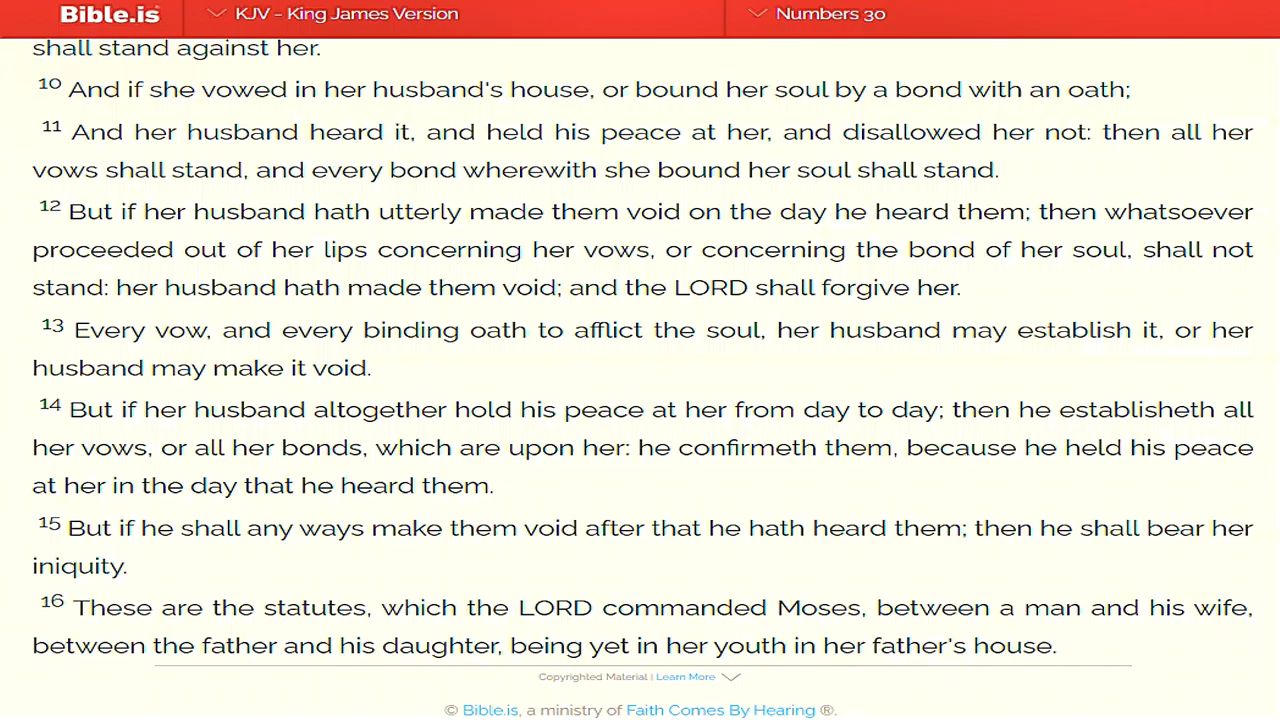 Bible.is KJV - King James Version Numbers 30
shall stand against her.
10 And if she vowed in her husband's house, or bound her soul by a bond with an oath;
11 And her husband heard it, and held his peace at her, and disallowed her not: then all her
vows shall stand, and every bond wherewith she bound her soul shall stand.
12 But if her husband hath utterly made them void on the day he heard them; then whatsoever
proceeded out of her lips concerning her vows, or concerning the bond of her soul, shall not
stand: her husband hath made them void; and the LORD shall forgive her.
13 Every vow, and every binding oath to afflict the soul, her husband may establish it, or her
husband may make it void.
14 But if her husband altogether hold his peace at her from day to day; then he establisheth all
her vows, or all her bonds, which are upon her: he confirmeth them, because he held his peace
at her in the day that he heard them.
15 But if he shall any ways make them void after that he hath heard them; then he shall bear her
iniquity.
16 These are the statutes, which the LORD commanded Moses, between a man and his wife,
between the father and his daughter, being yet in her youth in her father's house.
Copyrighted Material | Learn More
© Bible.is, a ministry of Faith Comes By Hearing ®.